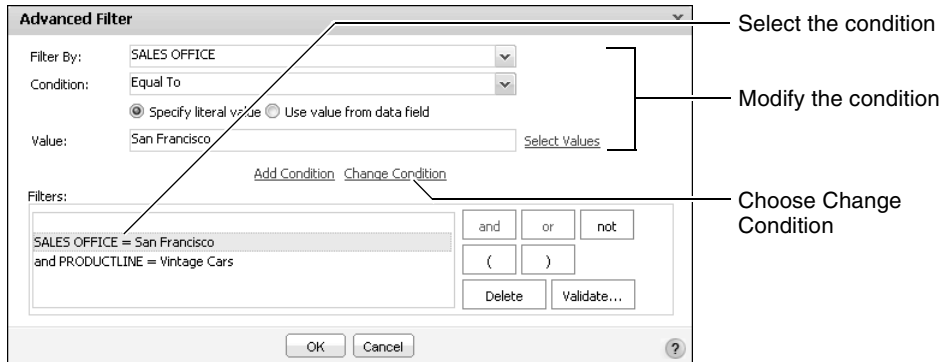 Advanced Filter
Select the condition
Filter By: SALES OFFICE
Condition: Equal To
Modify the condition
Specify literal value Use value from data field
Value: San Francisco Select Values
Add Condition Change Condition
Choose Change
Condition
Filters:
and or not
SALES OFFICE = San Francisco
and PRODUCTLINE = Vintage Cars
( )
Delete Validate...
OK Cancel
?